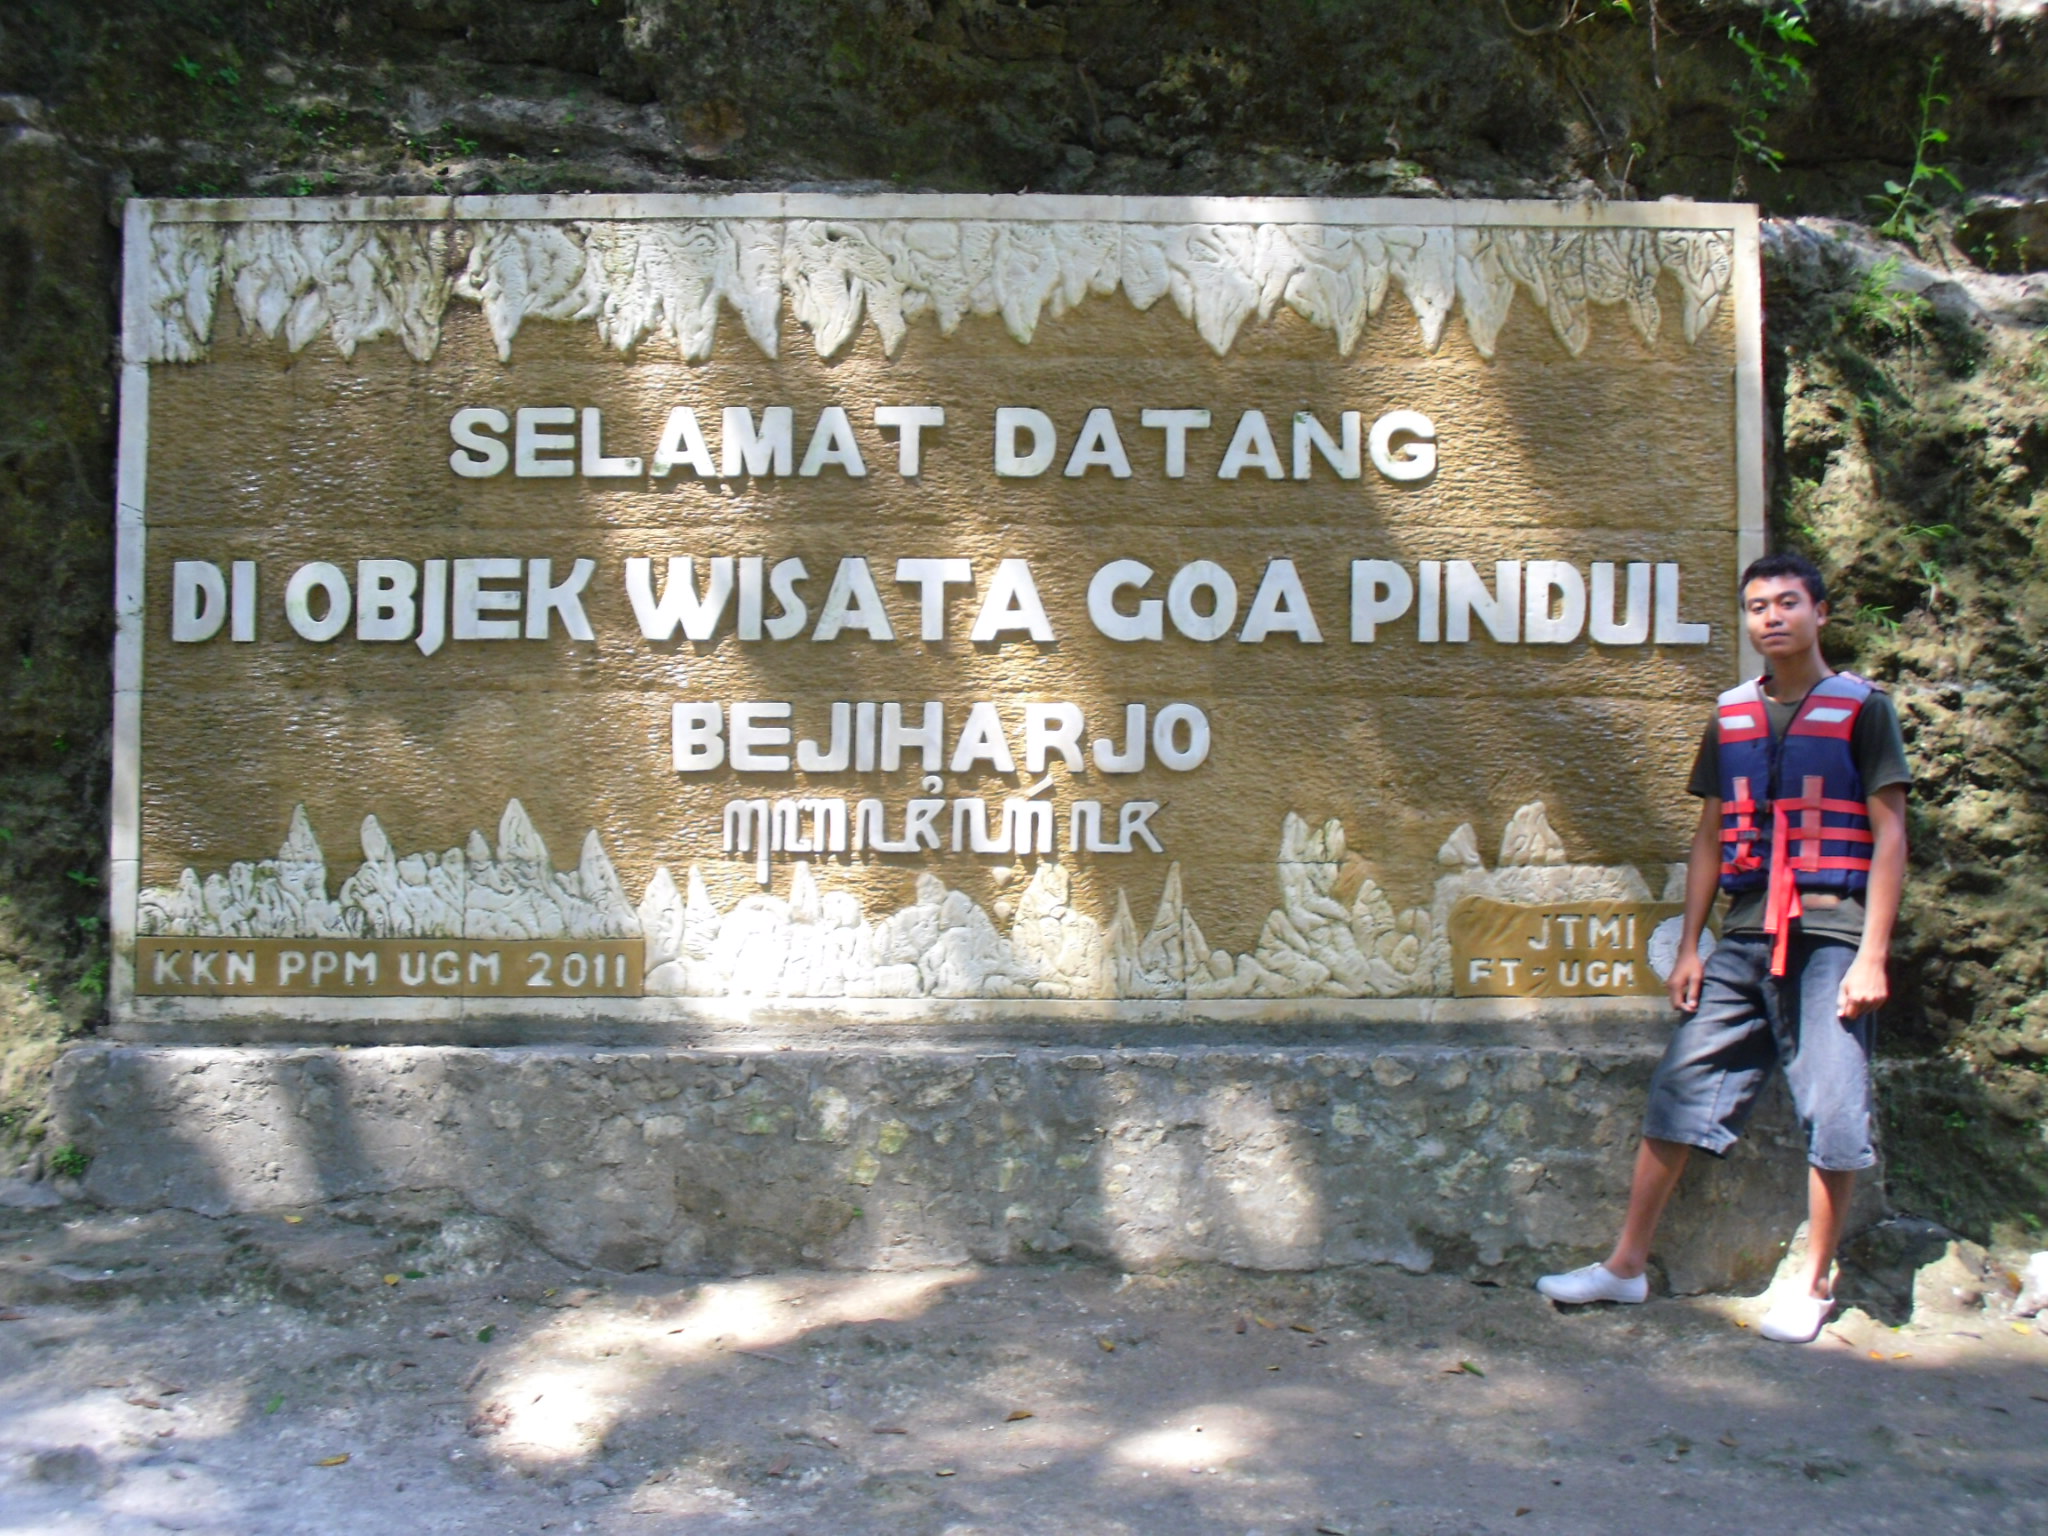 SELAMAT DATANG
DI OBJEK WISATA GOA PINDUL
BEJIHARJO
KKN PPM UGM 2011
JTMI
FT - UGM